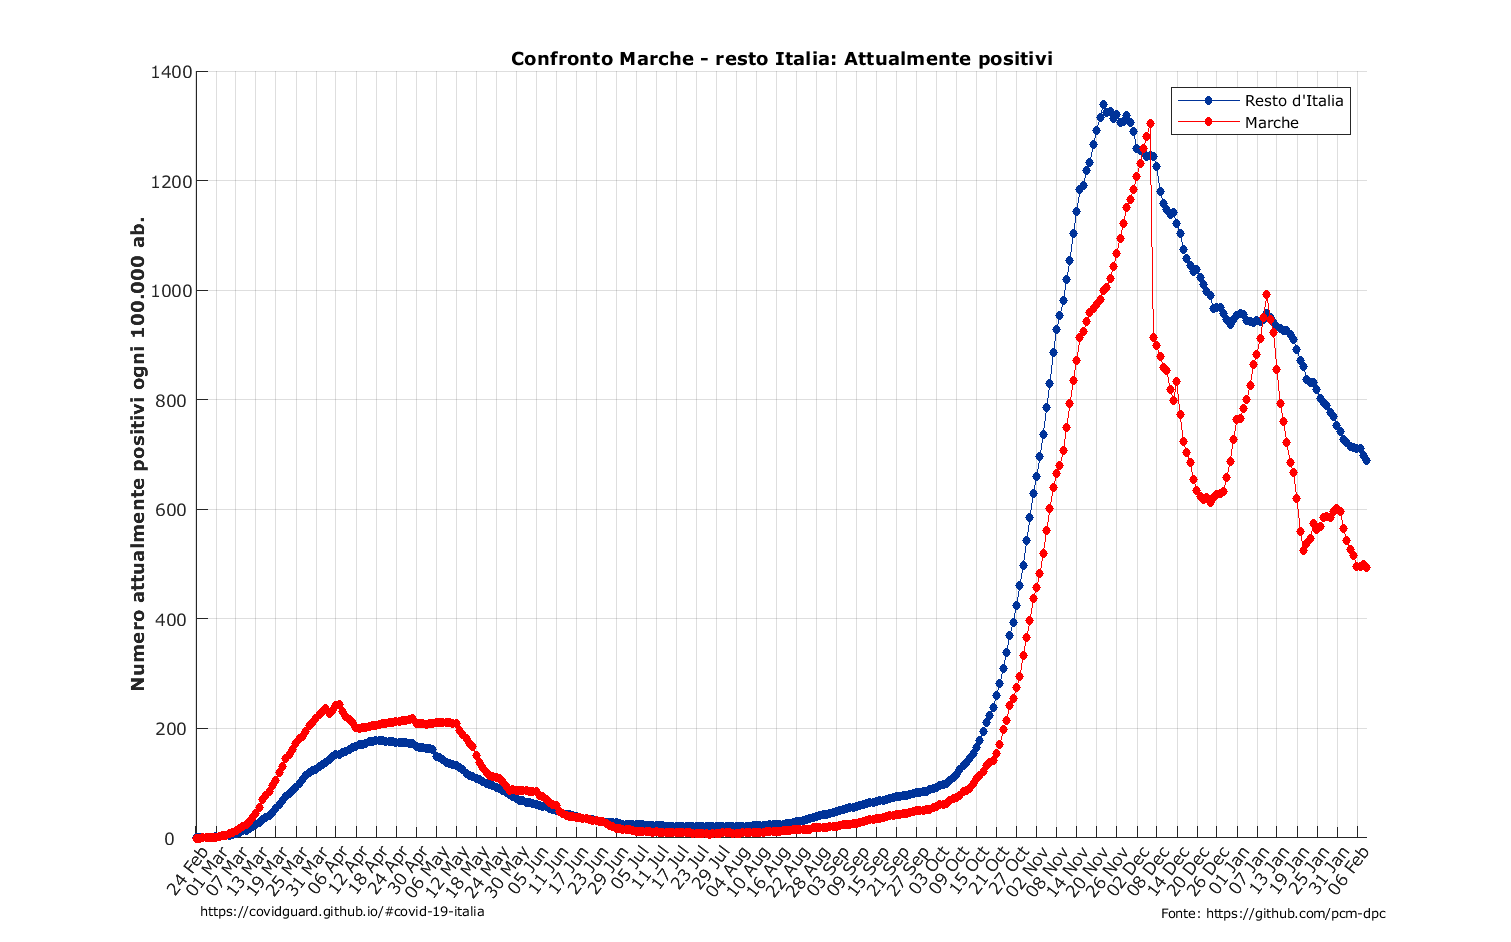 Confronto Marche - resto Italia: Attualmente positivi
Numero attualmente positivi ogni 100.000 ab.
1400
1200
1000
800
600
400
200
0
Resto d'Italia
Marche
24 Feb
01 Mar
07 Mar
13 Mar
19 Mar
25 Mar
31 Mar
06 Apr
12 Apr
18 Apr
24 Apr
30 Apr
06 May
12 May
18 May
24 May
30 May
05 Jun
11 Jun
17 Jun
23 Jun
29 Jun
05 Jul
11 Jul
17 Jul
23 Jul
29 Jul
04 Aug
10 Aug
16 Aug
22 Aug
28 Aug
03 Sep
09 Sep
15 Sep
21 Sep
27 Sep
03 Oct
09 Oct
15 Oct
21 Oct
27 Oct
02 Nov
08 Nov
14 Nov
20 Nov
26 Nov
02 Dec
08 Dec
14 Dec
20 Dec
26 Dec
01 Jan
07 Jan
13 Jan
19 Jan
25 Jan
31 Jan
06 Feb
https://covidguard.github.io/#covid-19-italia
Fonte: https://github.com/pcm-dpc